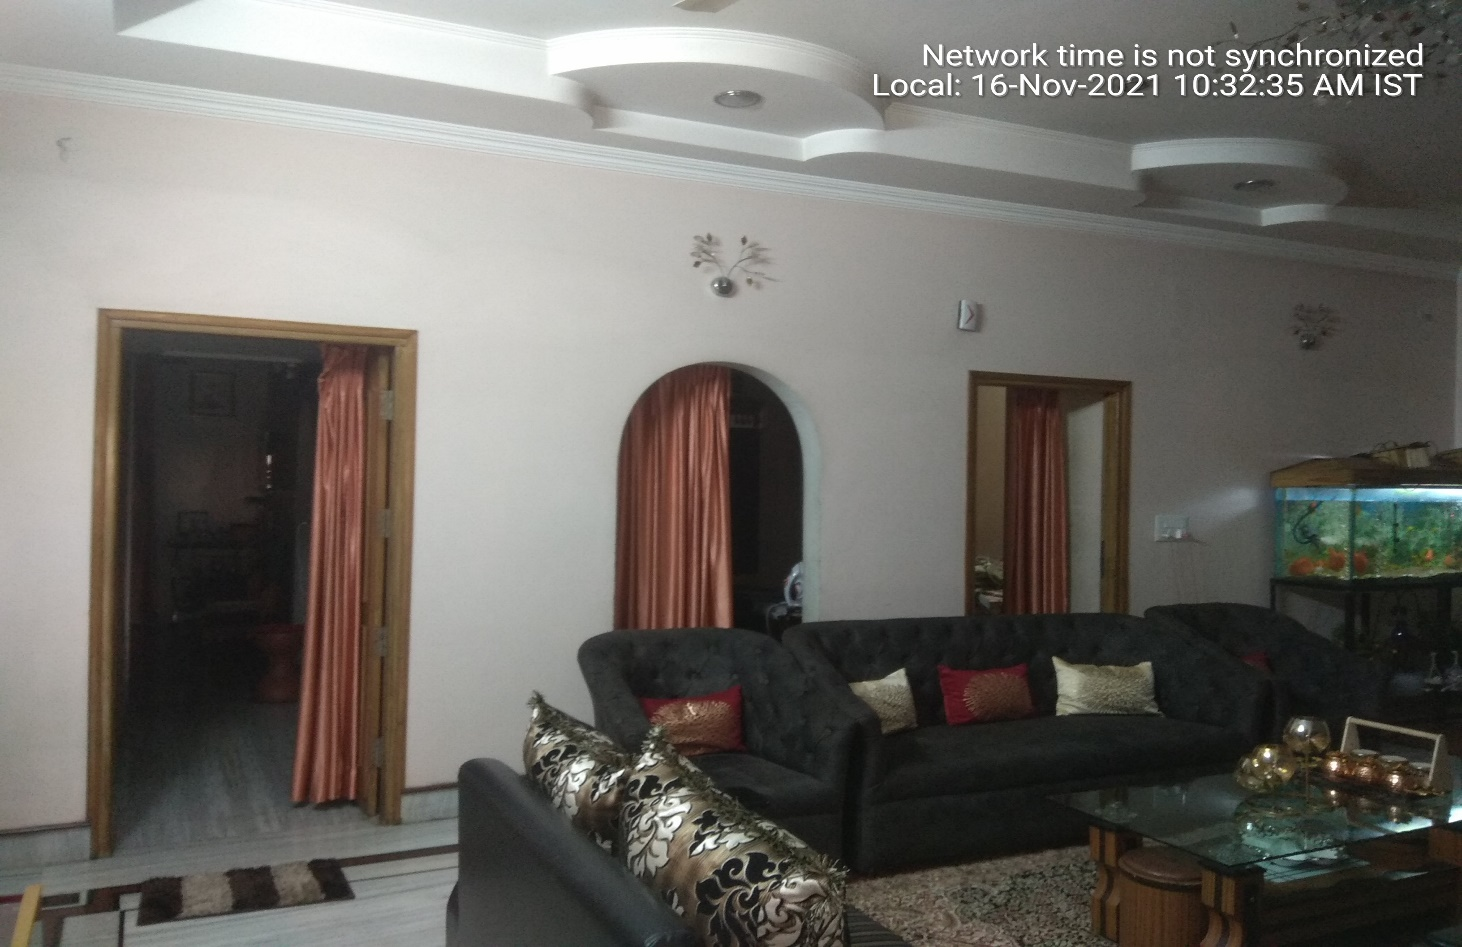 Network time is not synchronized
Local: 16-Nov-2021 10:32:35 AM IST